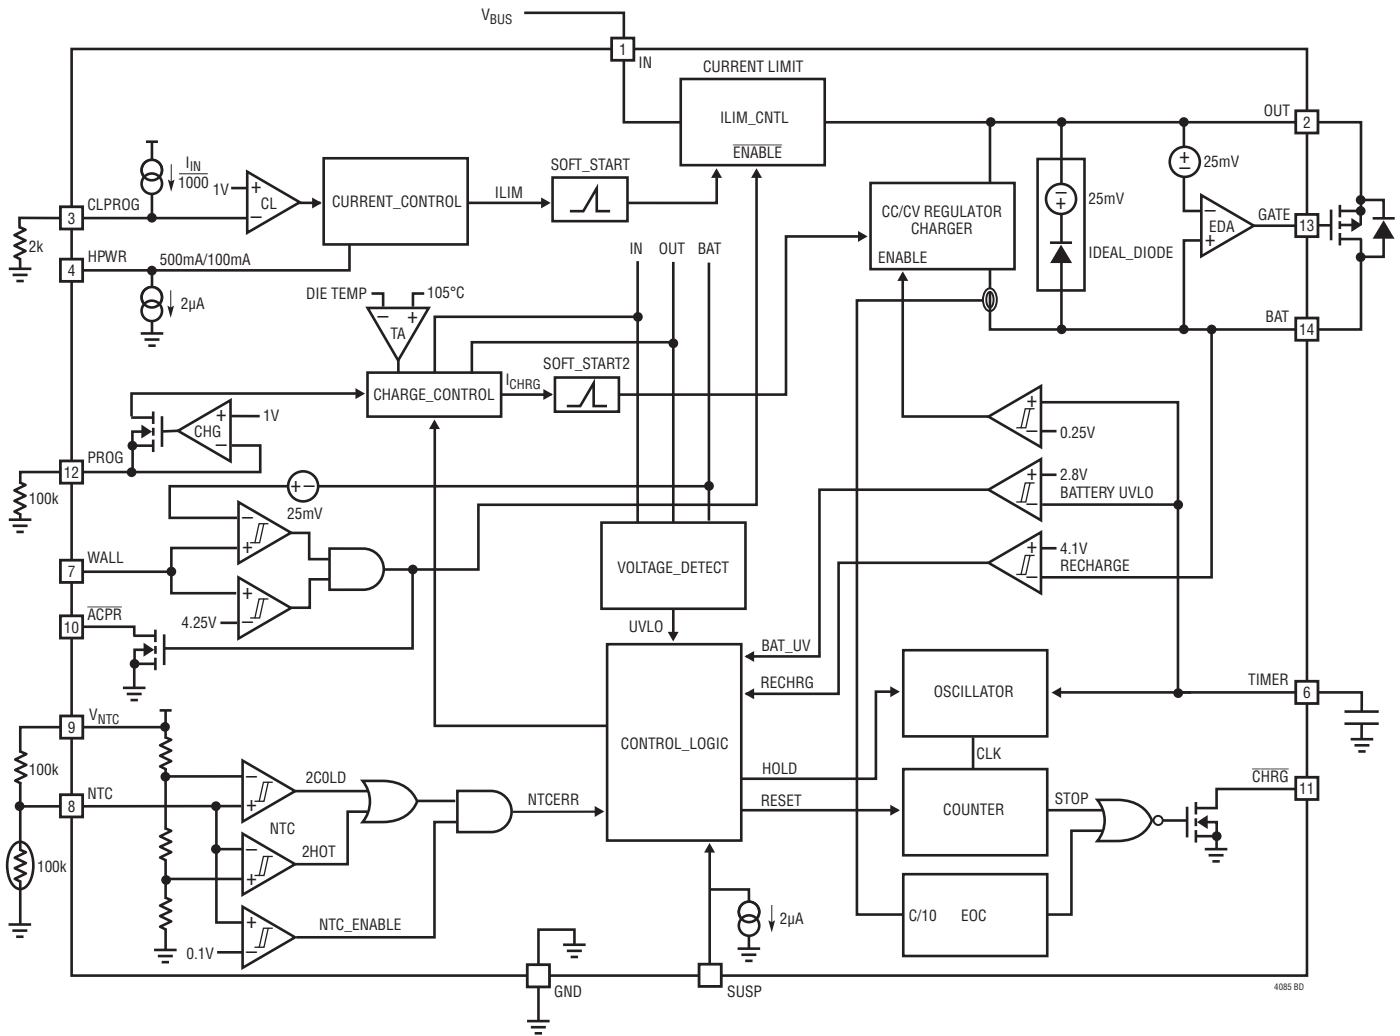 VBUS
1
IN
CURRENT LIMIT
ILIM_CNTL
ENABLE
OUT
2
IIN
1000
1V
+
CL
−
CURRENT_CONTROL
ILIM
SOFT_START
3
CLPROG
2k
4
HPWR
500mA/100mA
2µA
+
−
25mV
−
+
25mV
IDEAL_DIODE
−
EDA
+
GATE
13
CC/CV REGULATOR
CHARGER
ENABLE
BAT
14
IN
OUT
BAT
DIE TEMP
105°C
−
+
TA
CHARGE_CONTROL
ICHRG
SOFT_START2
+
1V
CHG
−
12
PROG
100k
+
−
25mV
−
+
7
WALL
+
4.25V
−
10
ACPR
VOLTAGE_DETECT
UVLO
+
−
0.25V
+
2.8V
BATTERY UVLO
−
+
4.1V
RECHARGE
−
BAT_UV
RECHRG
CONTROL_LOGIC
HOLD
RESET
OSCILLATOR
CLK
COUNTER
STOP
C/10
EOC
TIMER
6
CHRG
11
9
VNTC
100k
8
NTC
100k
−
+
2COLD
NTC
−
+
2HOT
+
0.1V
−
NTC_ENABLE
NTCERR
2µA
GND
SUSP
4085 BD